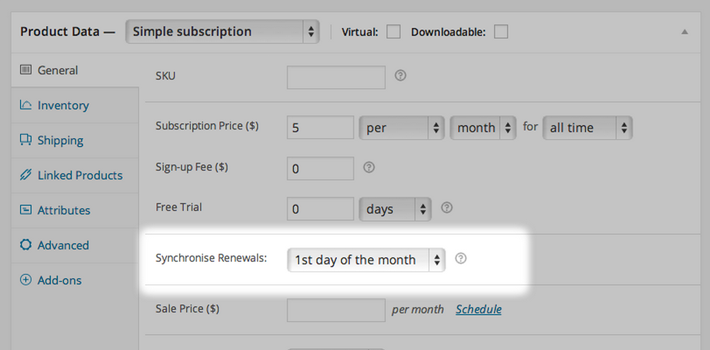 Product Data — Simple subscription Virtual: Downloadable:
General
Inventory
Shipping
Linked Products
Attributes
Advanced
Add-ons
SKU
Subscription Price ($) 5 per month for all time
Sign-up Fee ($) 0
Free Trial 0 days
Synchronise Renewals: 1st day of the month
Sale Price ($) per month Schedule